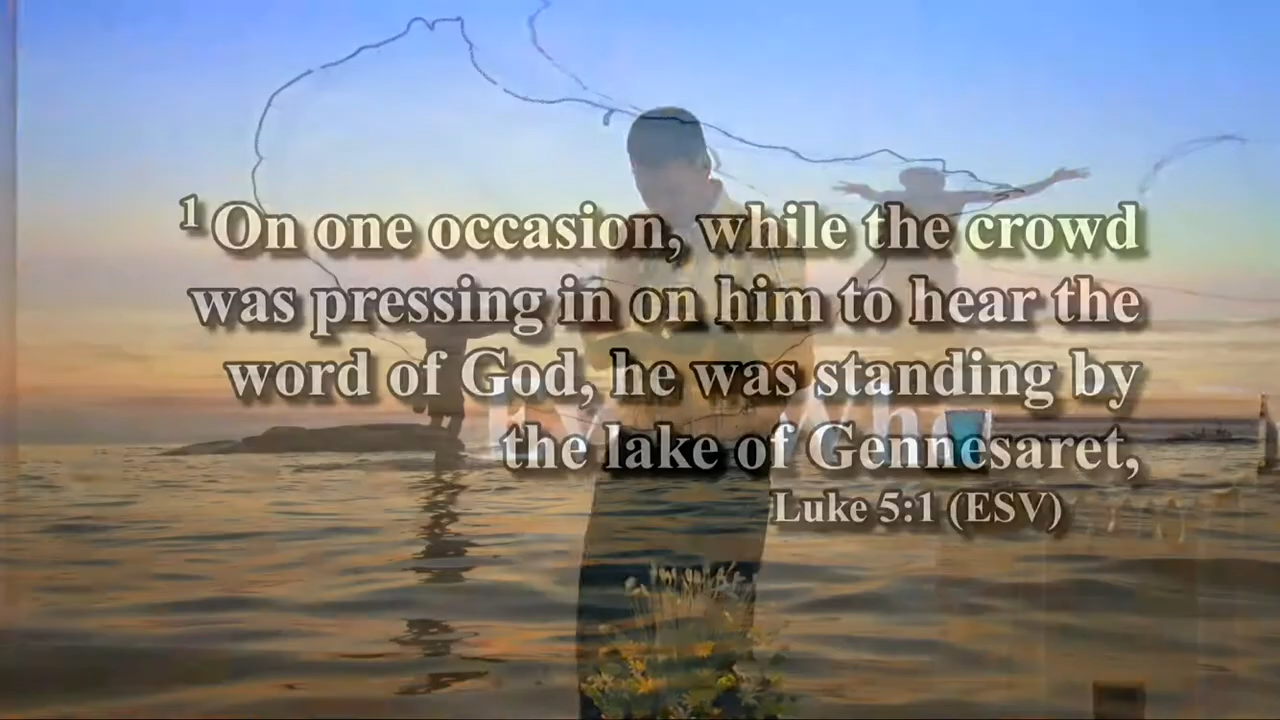 1 On one occasion, while the crowd
was pressing in on him to hear the
word of God, he was standing by
the lake of Gennesaret,
Luke 5:1 (ESV)